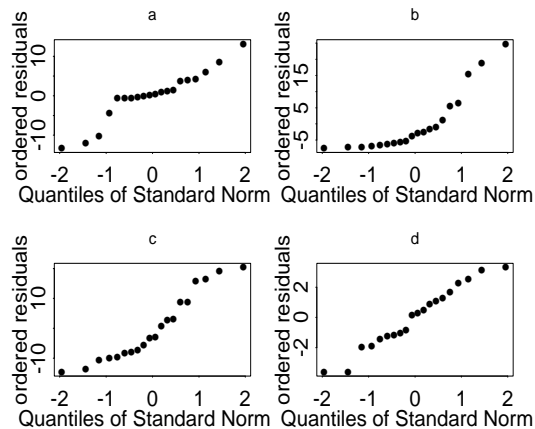 a
b
ordered residuals
-10
0
10
-2
-1
0
1
2
Quantiles of Standard Norm
ordered residuals
-5
5
15
-2
-1
0
1
2
Quantiles of Standard Norm
c
d
ordered residuals
-10
10
-2
-1
0
1
2
Quantiles of Standard Norm
ordered residuals
-2
0
2
-2
-1
0
1
2
Quantiles of Standard Norm